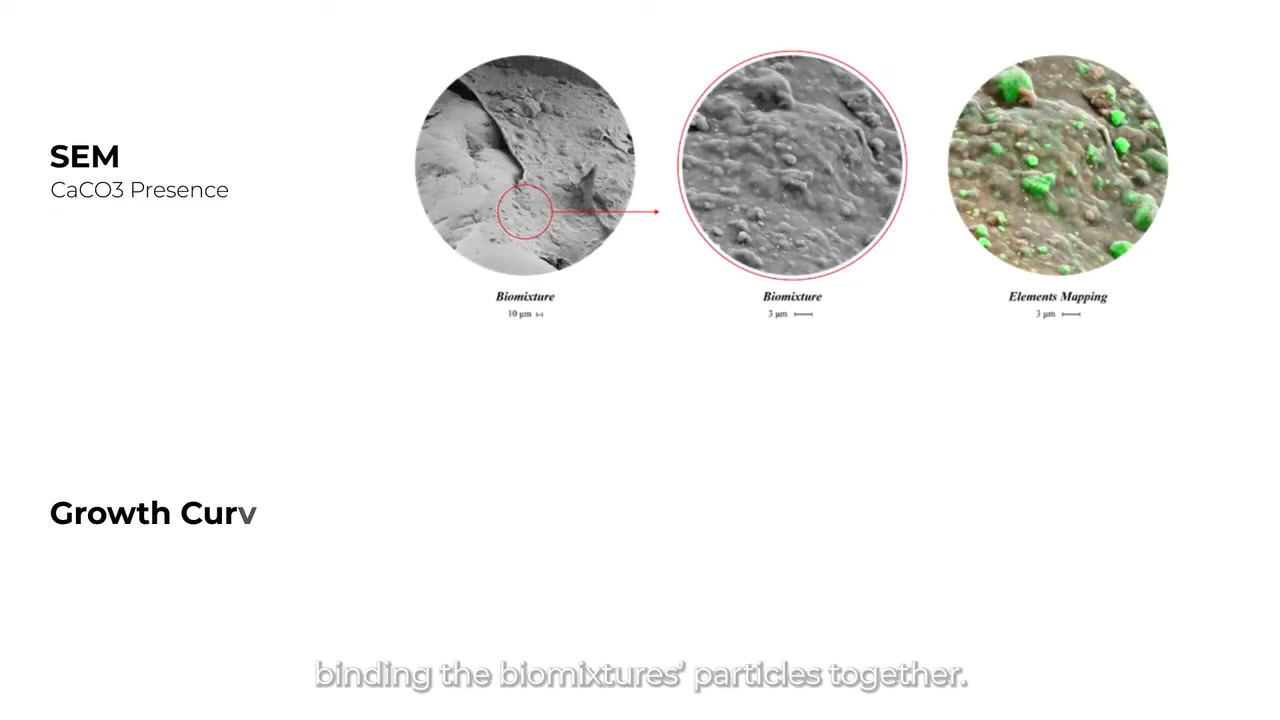 SEM
CaCO3 Presence
Biomixture
10 µm
Biomixture
3 µm
Elements Mapping
3 µm
Growth Curv
binding the biomixtures’ particles together.